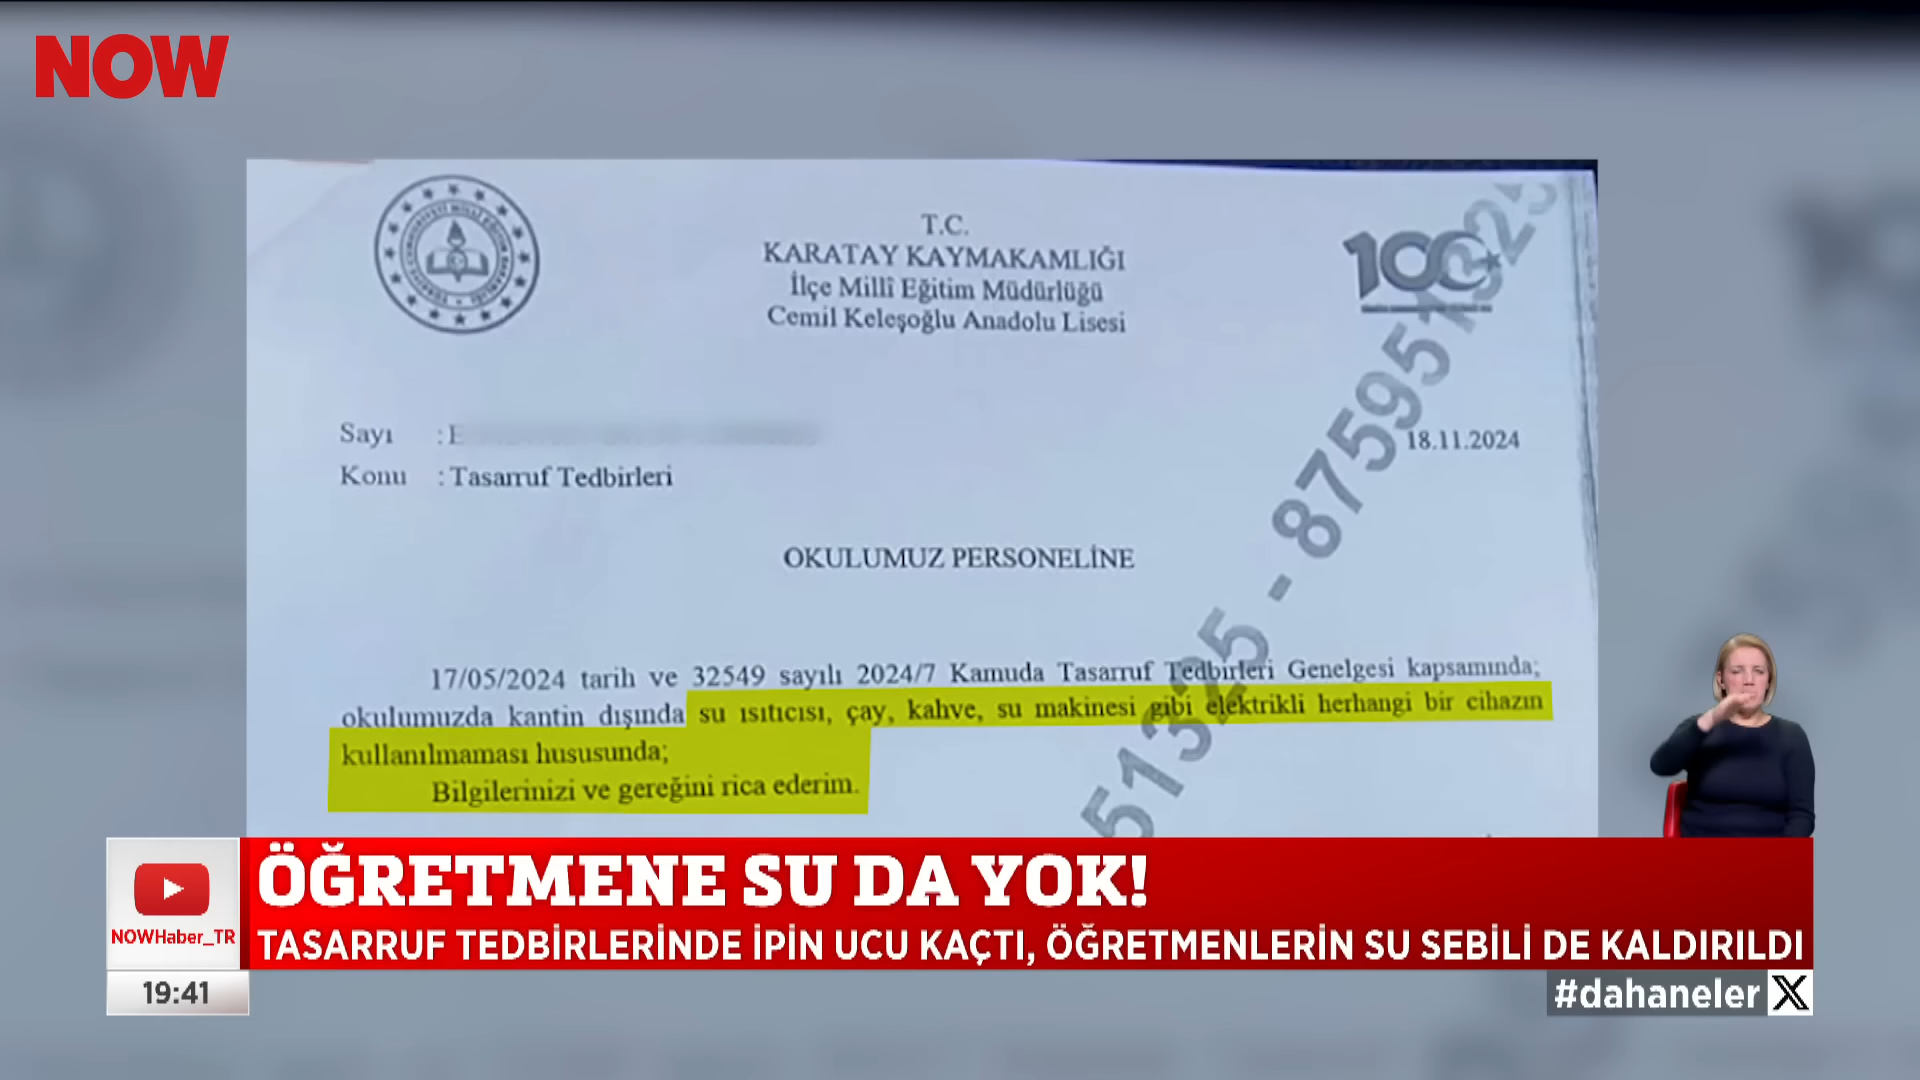 NOW
T.C.
KARATAY KAYMAKAMLIĞI
İlçe Millî Eğitim Müdürlüğü
Cemil Keleşoğlu Anadolu Lisesi
100
Sayı : E
18.11.2024
Konu : Tasarruf Tedbirleri
OKULUMUZ PERSONELİNE
17/05/2024 tarih ve 32549 sayılı 2024/7 Kamuda Tasarruf Tedbirleri Genelgesi kapsamında;
okulumuzda kantin dışında su ısıtıcısı, çay, kahve, su makinesi gibi elektrikli herhangi bir cihazın
kullanılmaması hususunda;
Bilgilerinizi ve gereğini rica ederim.
51325 - 875951325
ÖĞRETMENE SU DA YOK!
NOWHaber_TR
TASARRUF TEDBİRLERİNDE İPİN UCU KAÇTI, ÖĞRETMENLERİN SU SEBİLİ DE KALDIRILDI
19:41
#dahaneler X